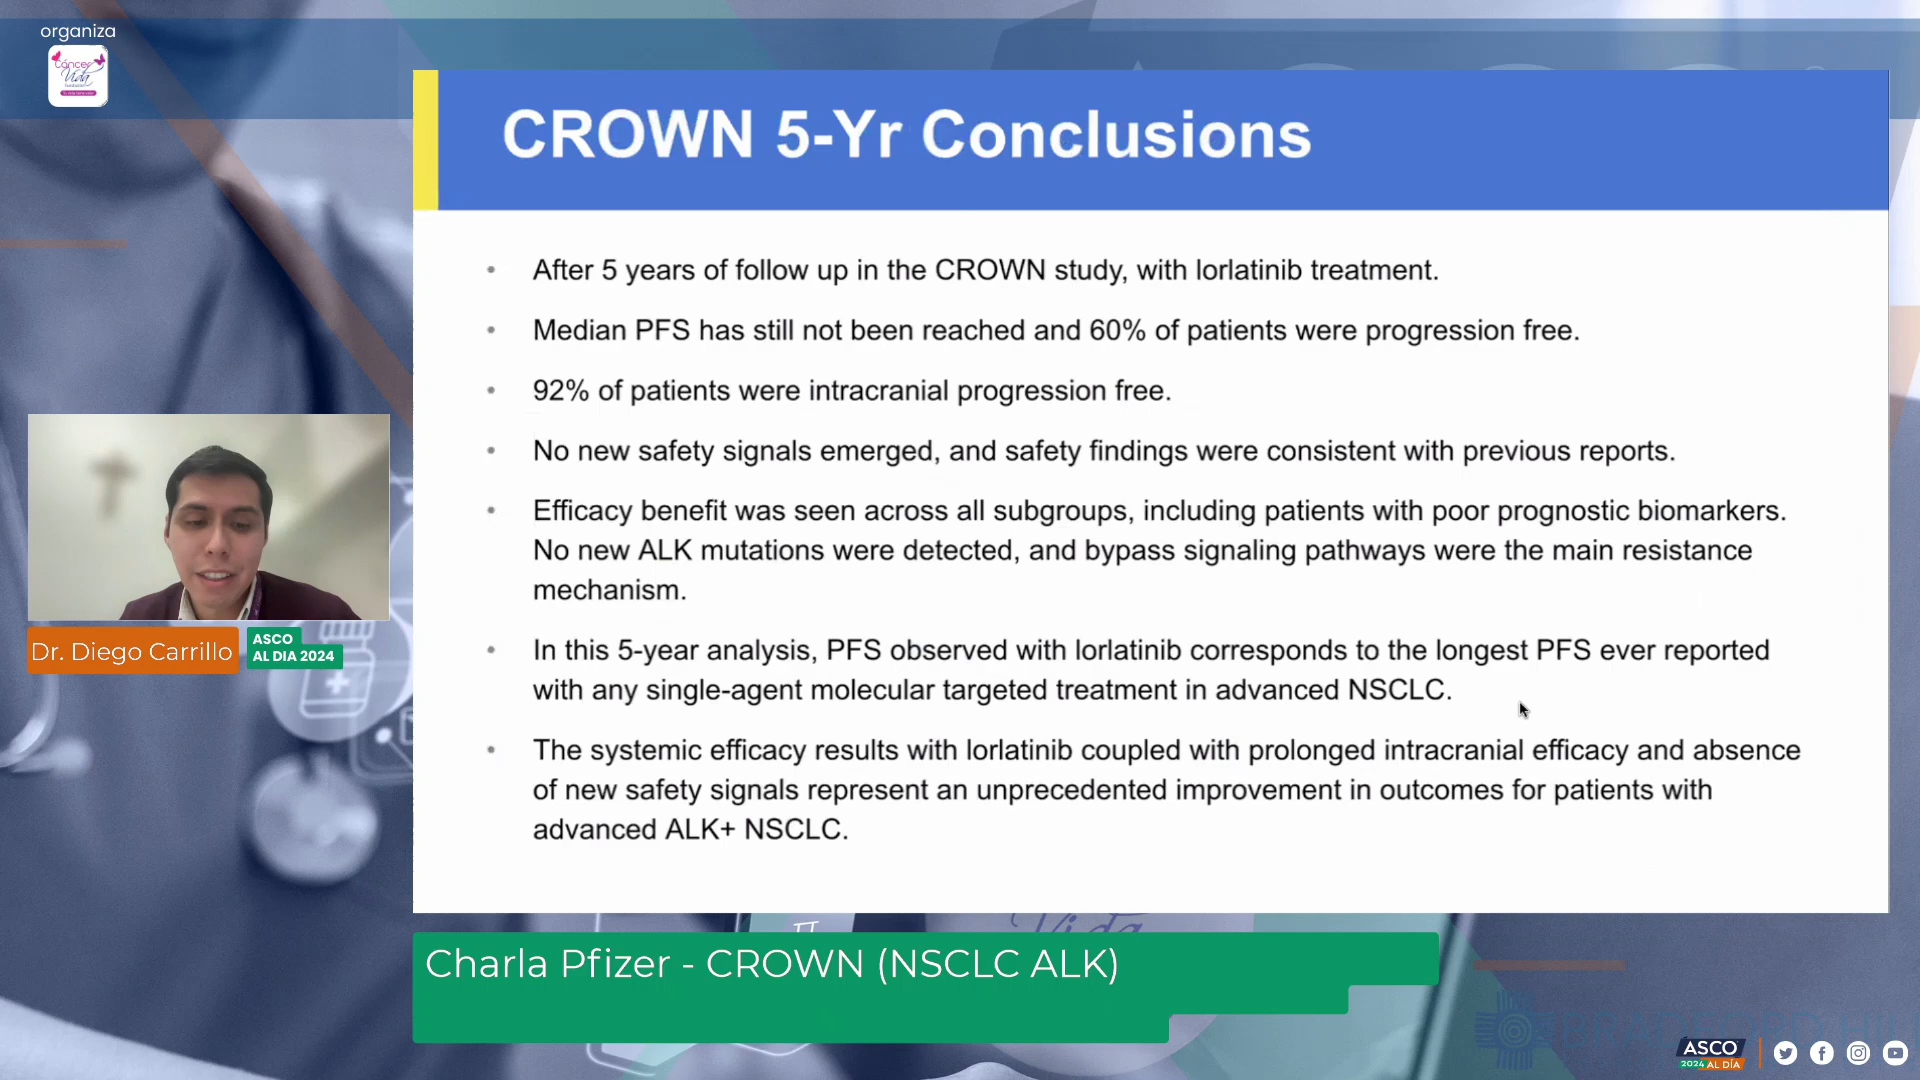 organiza
Cáncer
Vida
CROWN 5-Yr Conclusions
• After 5 years of follow up in the CROWN study, with lorlatinib treatment.
• Median PFS has still not been reached and 60% of patients were progression free.
• 92% of patients were intracranial progression free.
• No new safety signals emerged, and safety findings were consistent with previous reports.
• Efficacy benefit was seen across all subgroups, including patients with poor prognostic biomarkers.
No new ALK mutations were detected, and bypass signaling pathways were the main resistance
mechanism.
• In this 5-year analysis, PFS observed with lorlatinib corresponds to the longest PFS ever reported
with any single-agent molecular targeted treatment in advanced NSCLC.
• The systemic efficacy results with lorlatinib coupled with prolonged intracranial efficacy and absence
of new safety signals represent an unprecedented improvement in outcomes for patients with
advanced ALK+ NSCLC.
Dr. Diego Carrillo
ASCO
AL DIA 2024
Vida
Charla Pfizer - CROWN (NSCLC ALK)
BRADFORD HILL
ASCO
2024 AL DÍA